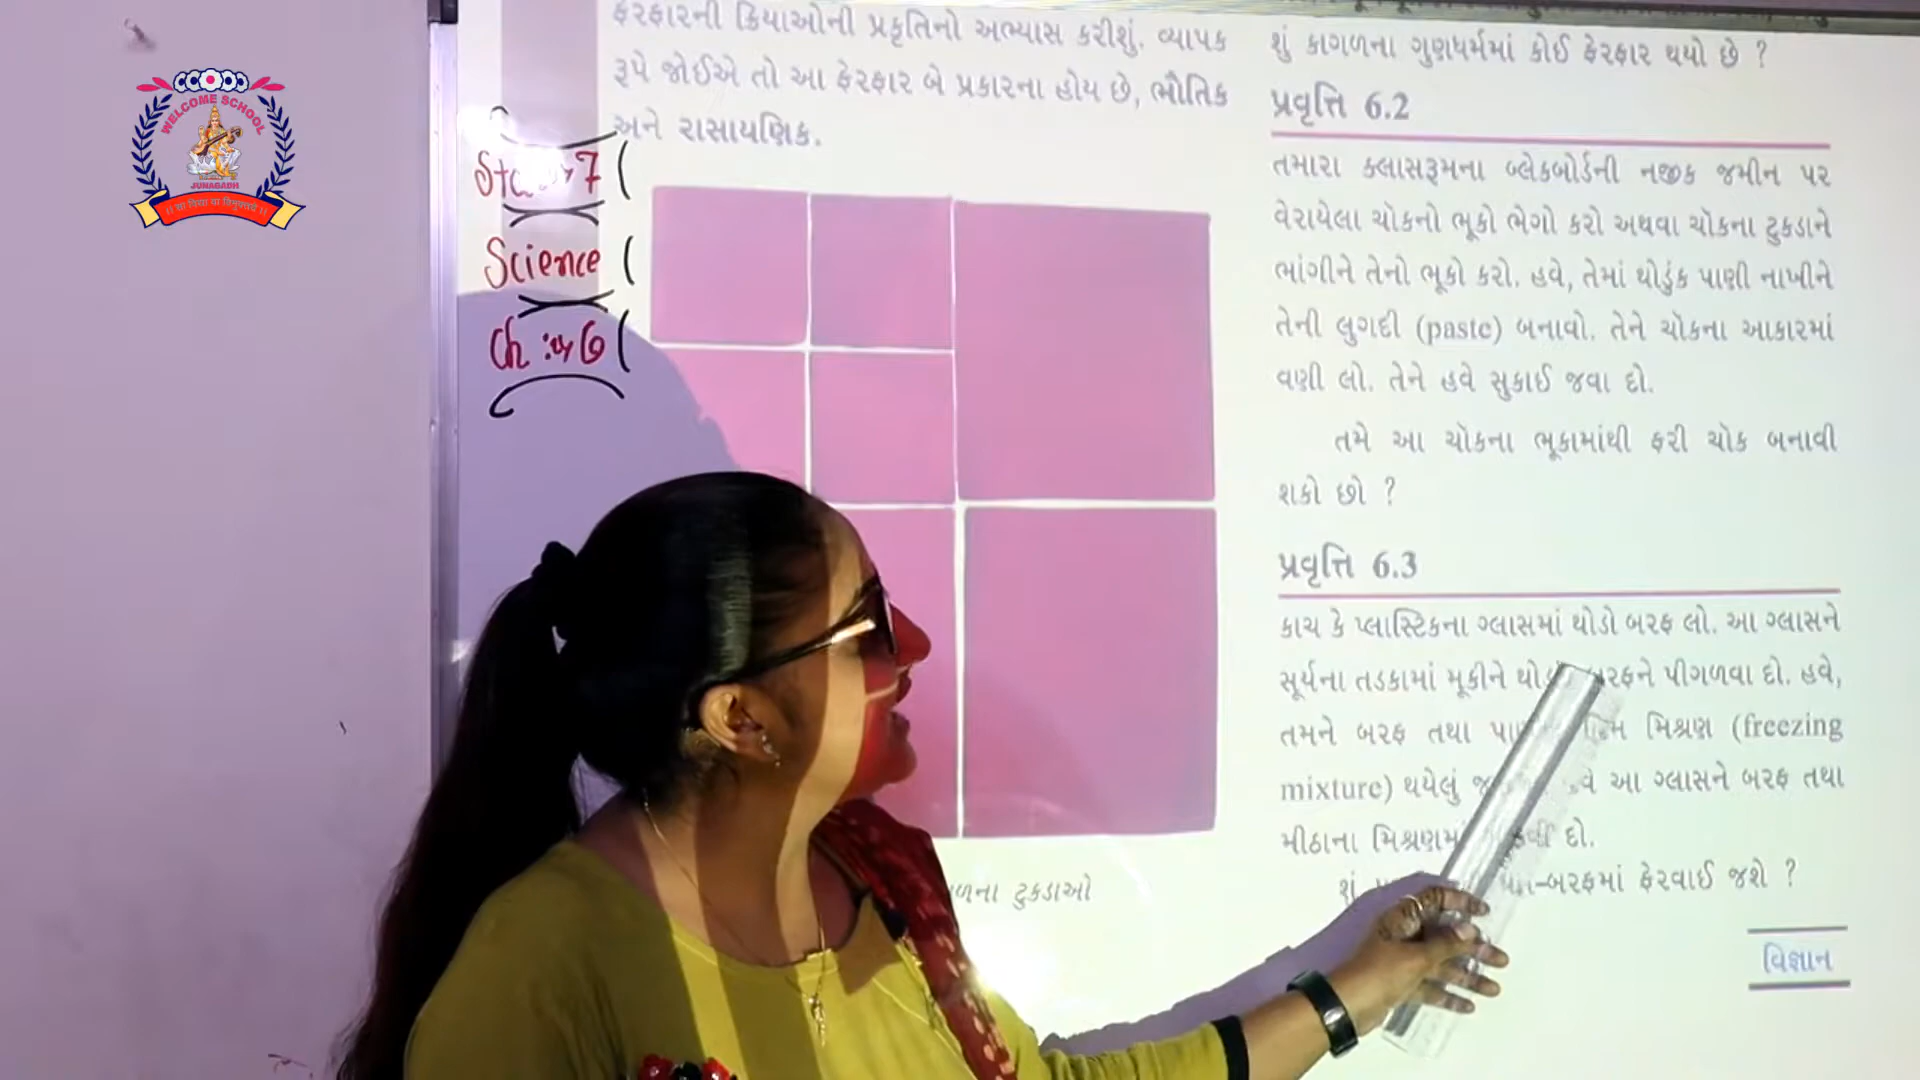 WELCOME SCHOOL
JUNAGADH
।। सा विद्या या विमुक्तये ।।
Std 7
Science
Ch 6
ફેરફારની ક્રિયાઓની પ્રકૃતિનો અભ્યાસ કરીશું. વ્યાપક
રૂપે જોઈએ તો આ ફેરફાર બે પ્રકારના હોય છે, ભૌતિક
અને રાસાયણિક.
ટુકડાઓ
શું કાગળના ગુણધર્મમાં કોઈ ફેરફાર થયો છે ?
પ્રવૃત્તિ 6.2
તમારા ક્લાસરૂમના બ્લેકબોર્ડની નજીક જમીન પર
વેરાયેલા ચૉકનો ભૂકો ભેગો કરો અથવા ચૉકના ટુકડાને
ભાંગીને તેનો ભૂકો કરો. હવે, તેમાં થોડુંક પાણી નાખીને
તેની લુગદી (paste) બનાવો. તેને ચૉકના આકારમાં
વણી લો. તેને હવે સુકાઈ જવા દો.
તમે આ ચૉકના ભૂકામાંથી ફરી ચૉક બનાવી
શકો છો ?
પ્રવૃત્તિ 6.3
કાચ કે પ્લાસ્ટિકના ગ્લાસમાં થોડો બરફ લો. આ ગ્લાસને
સૂર્યના તડકામાં મૂકીને બરફને પીગળવા દો. હવે,
તમને બરફ તથા મિશ્રણ (freezing
mixture) થયેલું આ ગ્લાસને બરફ તથા
મીઠાના દો.
શું ફેરવાઈ જશે ?
વિજ્ઞાન